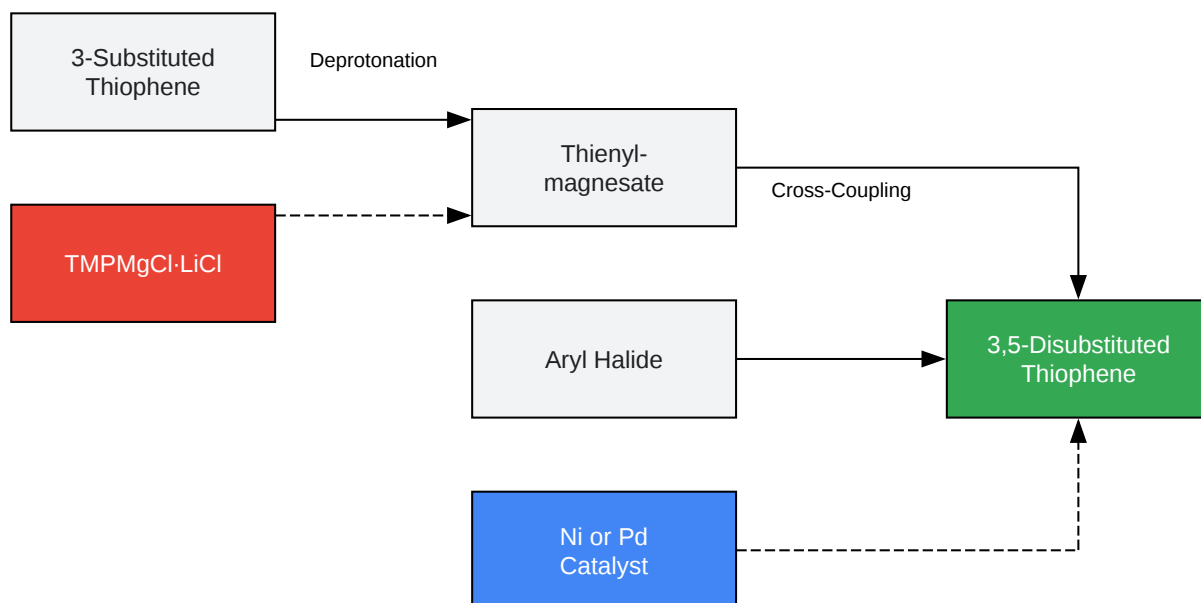 3-Substituted
Thiophene
Deprotonation
Thienyl-
magnesate
Cross-Coupling
TMPMgCl·LiCl
Aryl Halide
3,5-Disubstituted
Thiophene
Ni or Pd
Catalyst